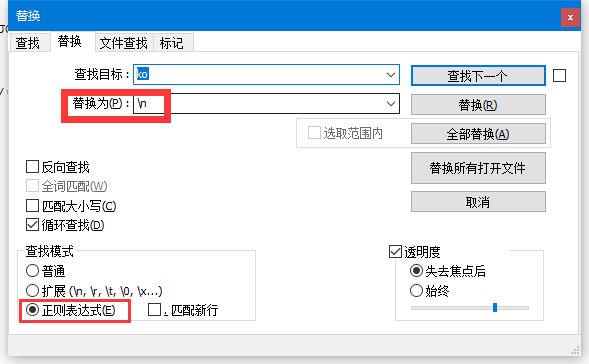 替换
x
查找 替换 文件查找 标记
查找目标： ko 查找下一个
替换为(P)： \n 替换(R)
选取范围内 全部替换(A)
反向查找 替换所有打开文件
全词匹配(W)
匹配大小写(C) 取消
循环查找(D)
查找模式 透明度
普通 失去焦点后
扩展 (\n, \r, \t, \0, \x...) 始终
正则表达式(E) . 匹配新行